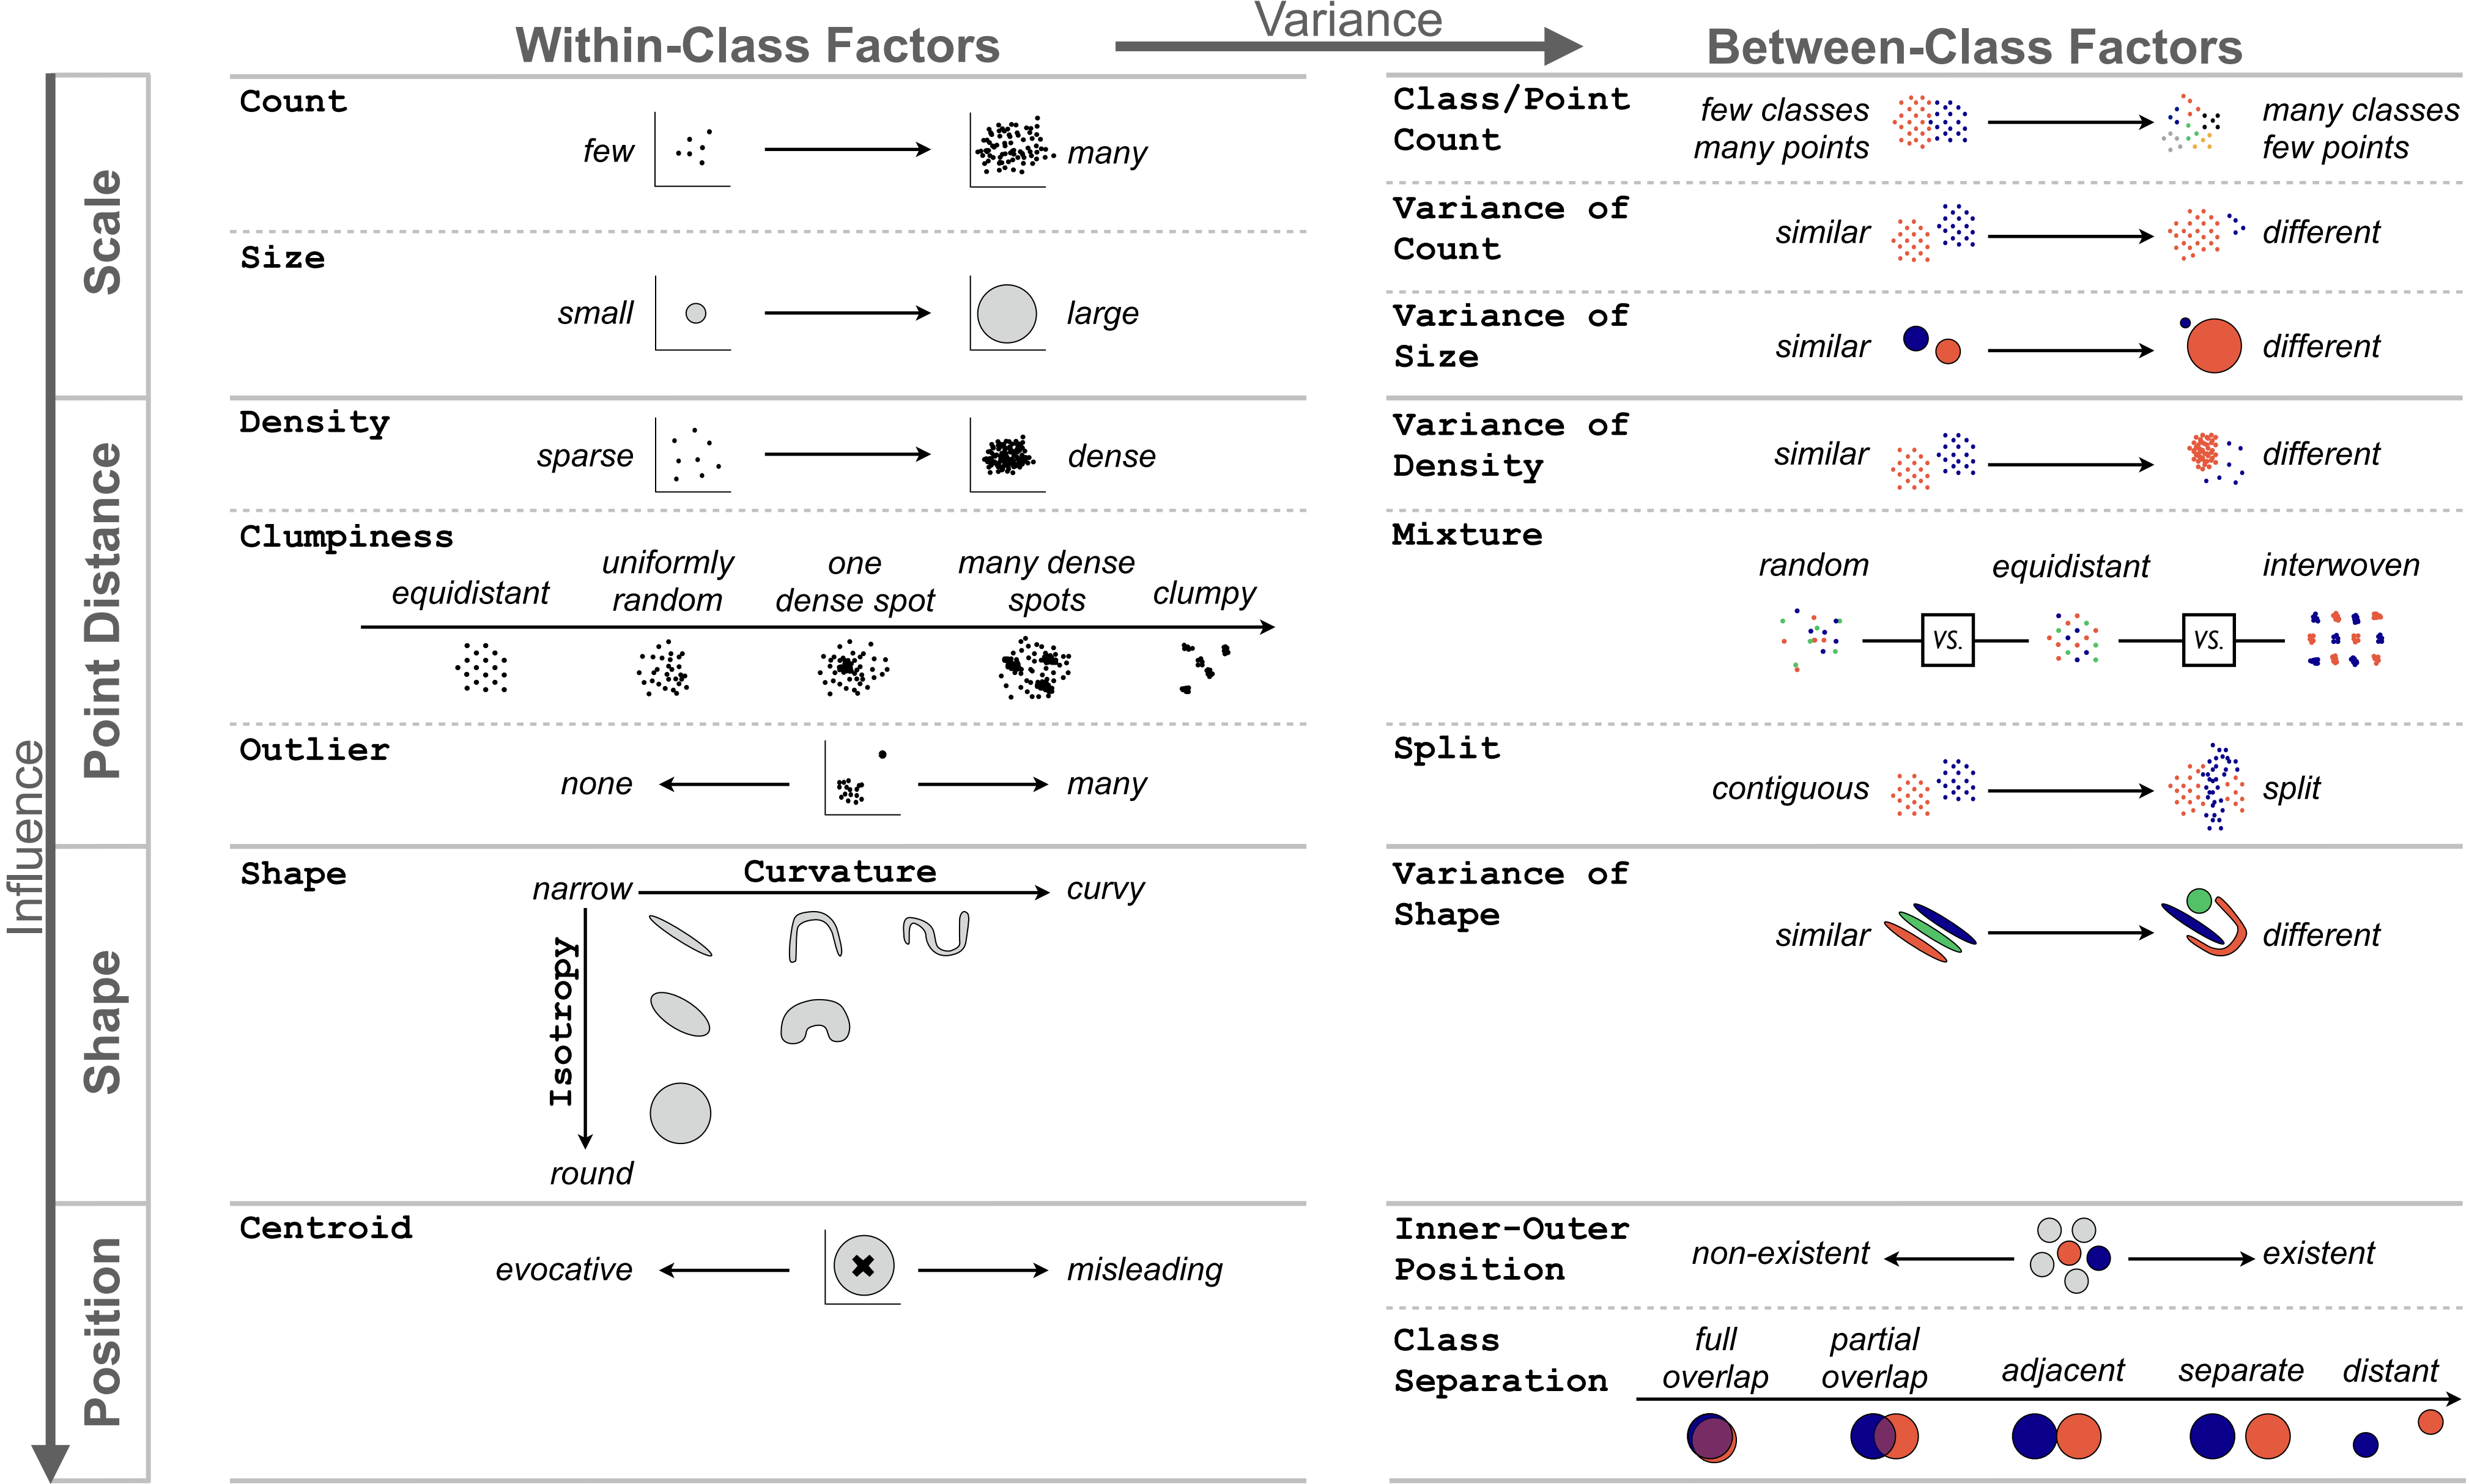 Variance
Within-Class Factors
Between-Class Factors
Influence
Scale
Count
few
many
Size
small
large
Class/Point
Count
few classes
many points
many classes
few points
Variance of
Count
similar
different
Variance of
Size
similar
different
Point Distance
Density
sparse
dense
Clumpiness
equidistant
uniformly
random
one
dense spot
many dense
spots
clumpy
Outlier
none
many
Variance of
Density
similar
different
Mixture
random
equidistant
interwoven
vs.
vs.
Split
contiguous
split
Shape
Shape
Curvature
narrow
curvy
Isotropy
round
Variance of
Shape
similar
different
Position
Centroid
evocative
misleading
Inner-Outer
Position
non-existent
existent
Class
Separation
full
overlap
partial
overlap
adjacent
separate
distant